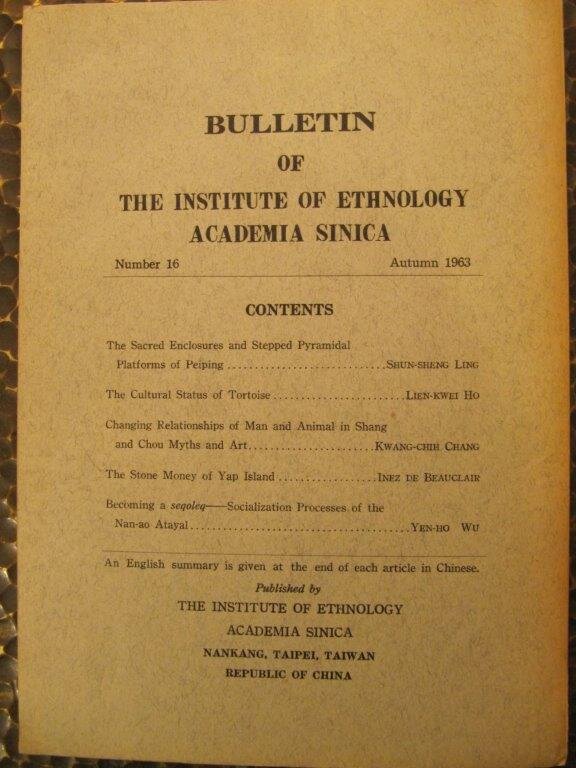 BULLETIN
OF
THE INSTITUTE OF ETHNOLOGY
ACADEMIA SINICA
Number 16 Autumn 1963
CONTENTS
The Sacred Enclosures and Stepped Pyramidal
Platforms of Peiping ........................... SHUN-SHENG LING
The Cultural Status of Tortoise ....................... LIEN-KWEI HO
Changing Relationships of Man and Animal in Shang
and Chou Myths and Art...................... KWANG-CHIH CHANG
The Stone Money of Yap Island ................. INEZ DE BEAUCLAIR
Becoming a seqoleq—Socialization Processes of the
Nan-ao Atayal...................................... YEN-HO WU
An English summary is given at the end of each article in Chinese.
Published by
THE INSTITUTE OF ETHNOLOGY
ACADEMIA SINICA
NANKANG, TAIPEI, TAIWAN
REPUBLIC OF CHINA